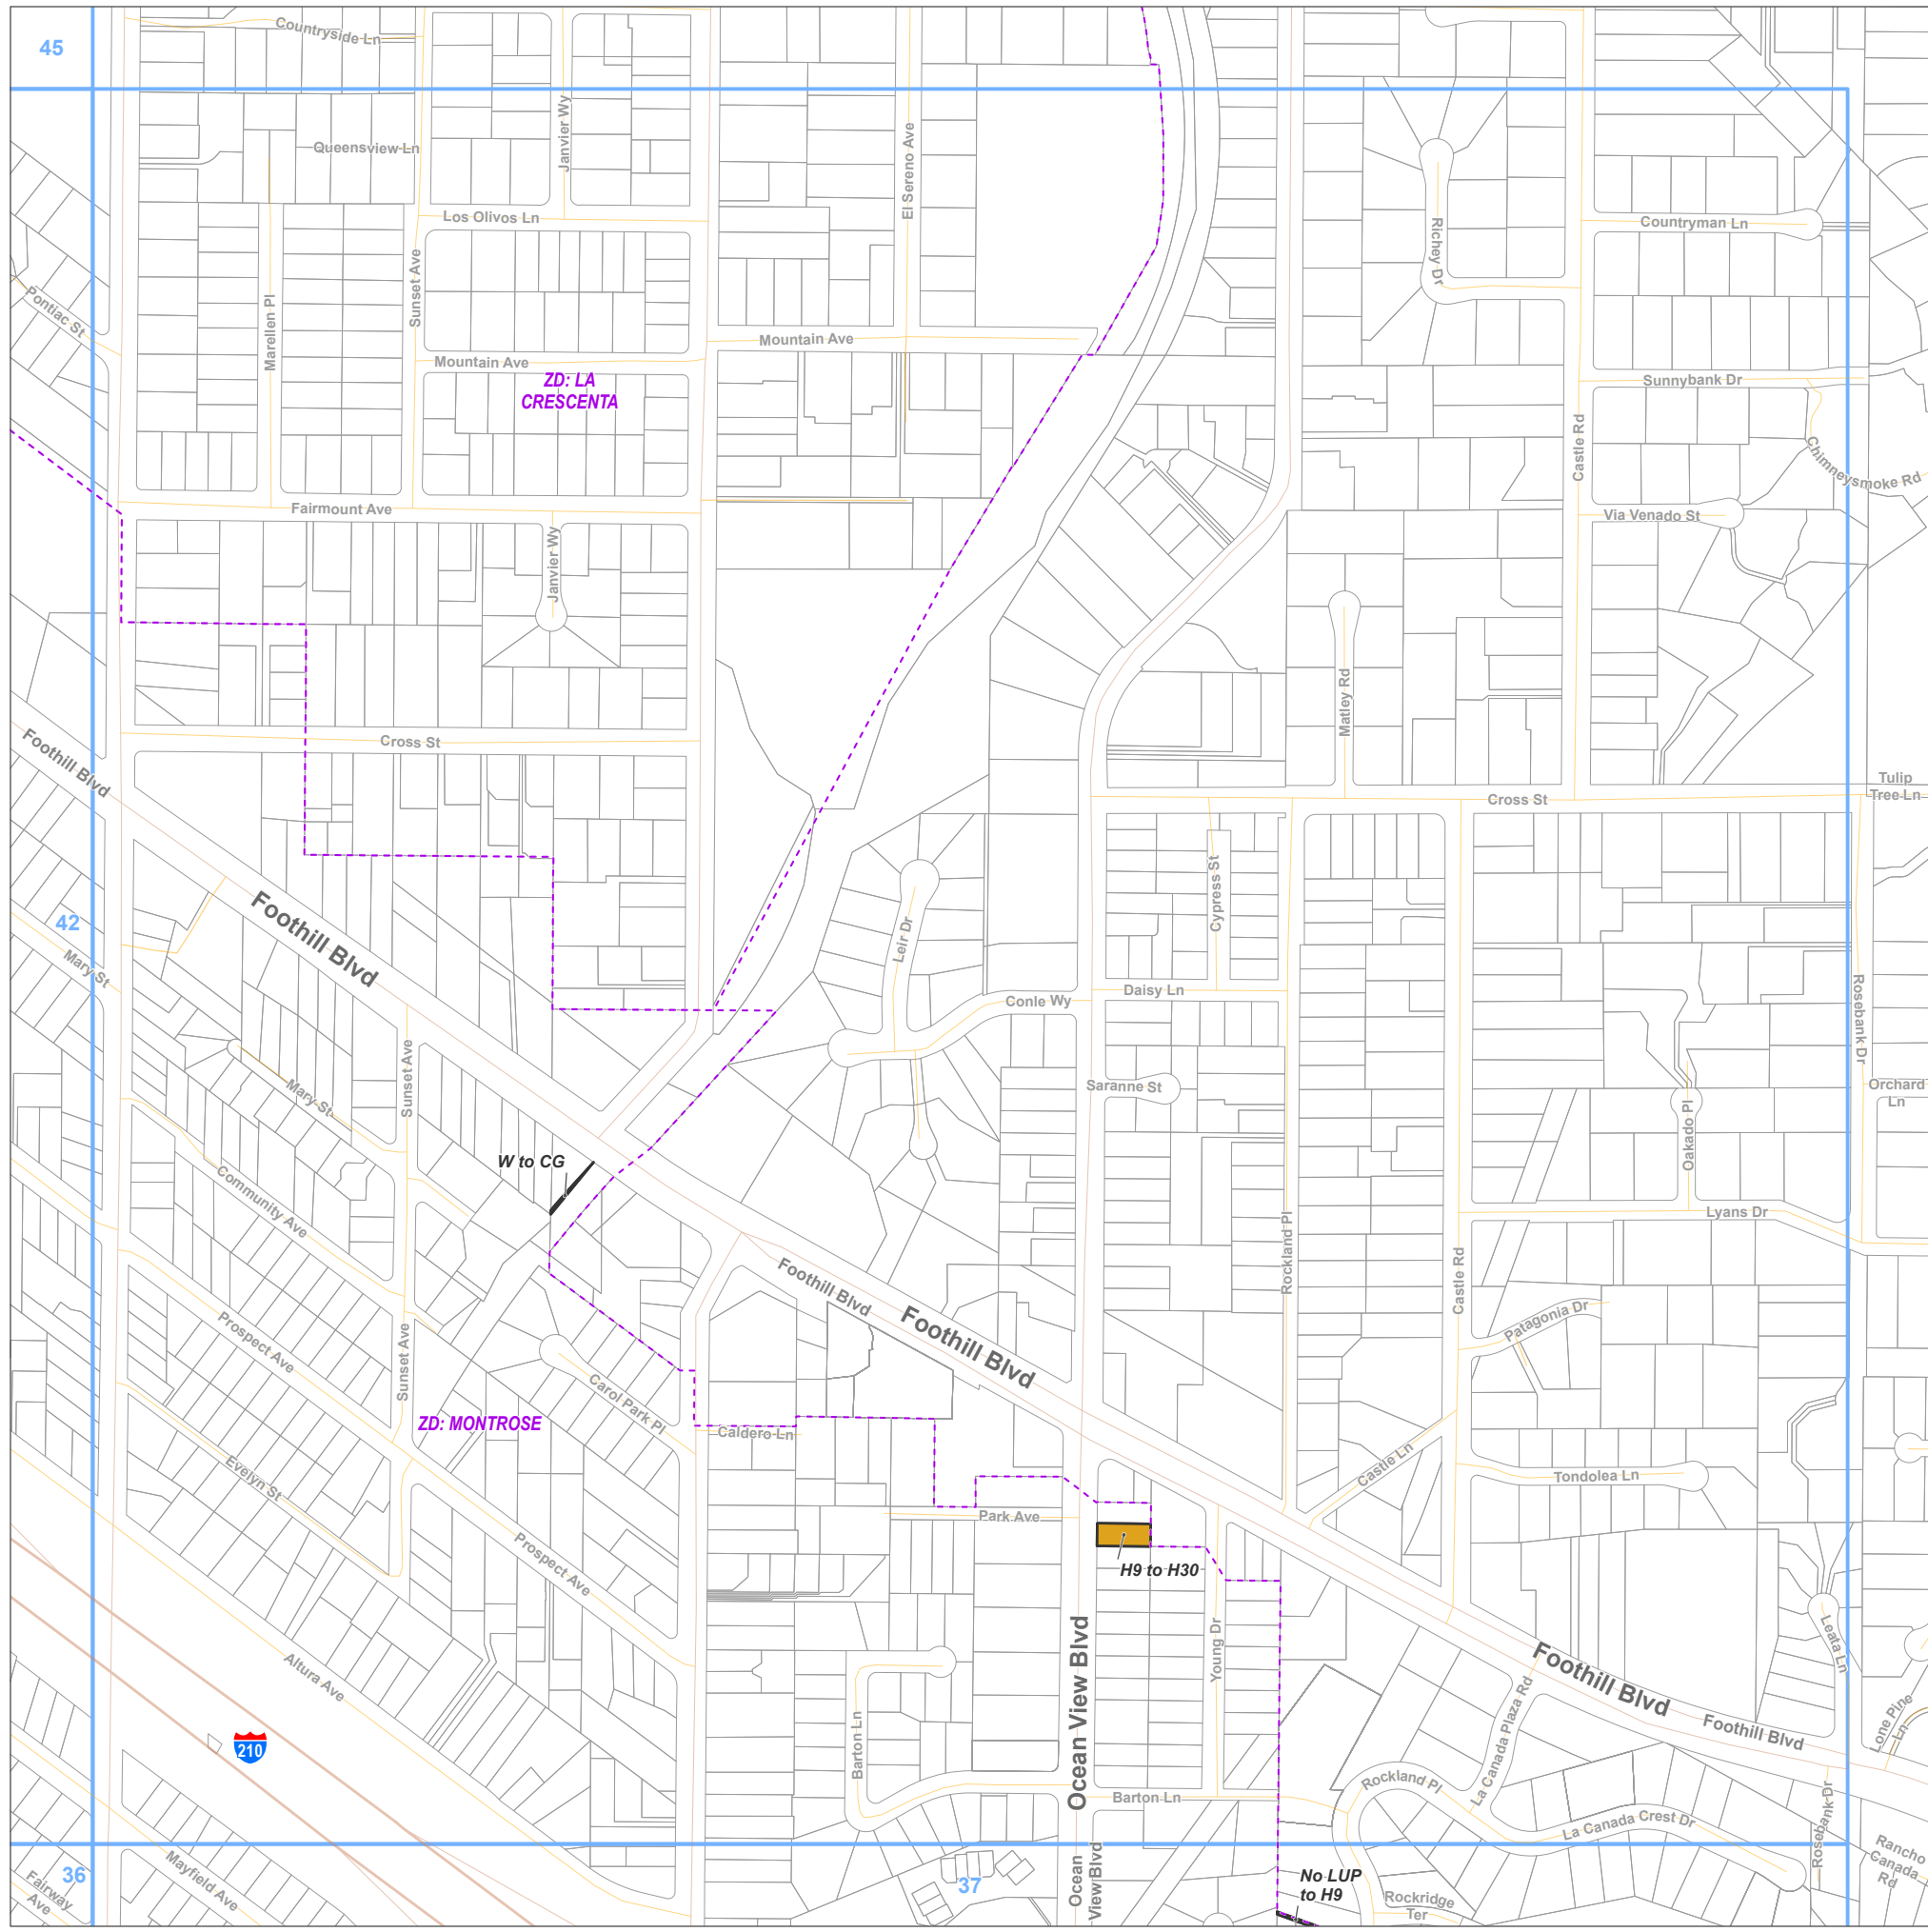 45
Countryside Ln
Queensview Ln
Janvier Wy
El Sereno Ave
Los Olivos Ln
Countryman Ln
Richey Dr
Pontiac St
Marellen Pl
Sunset Ave
Mountain Ave
Mountain Ave
ZD: LA
CRESCENTA
Sunnybank Dr
Castle Rd
Chimneysmoke Rd
Fairmount Ave
Via Venado St
Janvier Wy
Matley Rd
Cross St
Foothill Blvd
Tulip
Tree Ln
Cross St
Cypress St
42
Foothill Blvd
Leir Dr
Mary St
Daisy Ln
Conle Wy
Rosebank Dr
Sunset Ave
Saranne St
Orchard
Ln
Mary St
Oakado Pl
W to CG
Community Ave
Lyans Dr
Rockland Pl
Castle Rd
Foothill Blvd
Foothill Blvd
Patagonia Dr
Prospect Ave
Sunset Ave
Carol Park Pl
ZD: MONTROSE
Caldero Ln
Castle Ln
Tondolea Ln
Evelyn St
Park Ave
Prospect Ave
H9 to H30
Ocean View Blvd
Young Dr
Leata Ln
Foothill Blvd
Altura Ave
La Canada Plaza Rd
Foothill Blvd
Lone Pine
Ln
210
Barton Ln
Rockland Pl
Barton Ln
La Canada Crest Dr
Rosebank Dr
Rancho
Canada
Rd
36
Mayfield Ave
Fairway
Ave
37
Ocean
View Blvd
No LUP
to H9
Rockridge
Ter